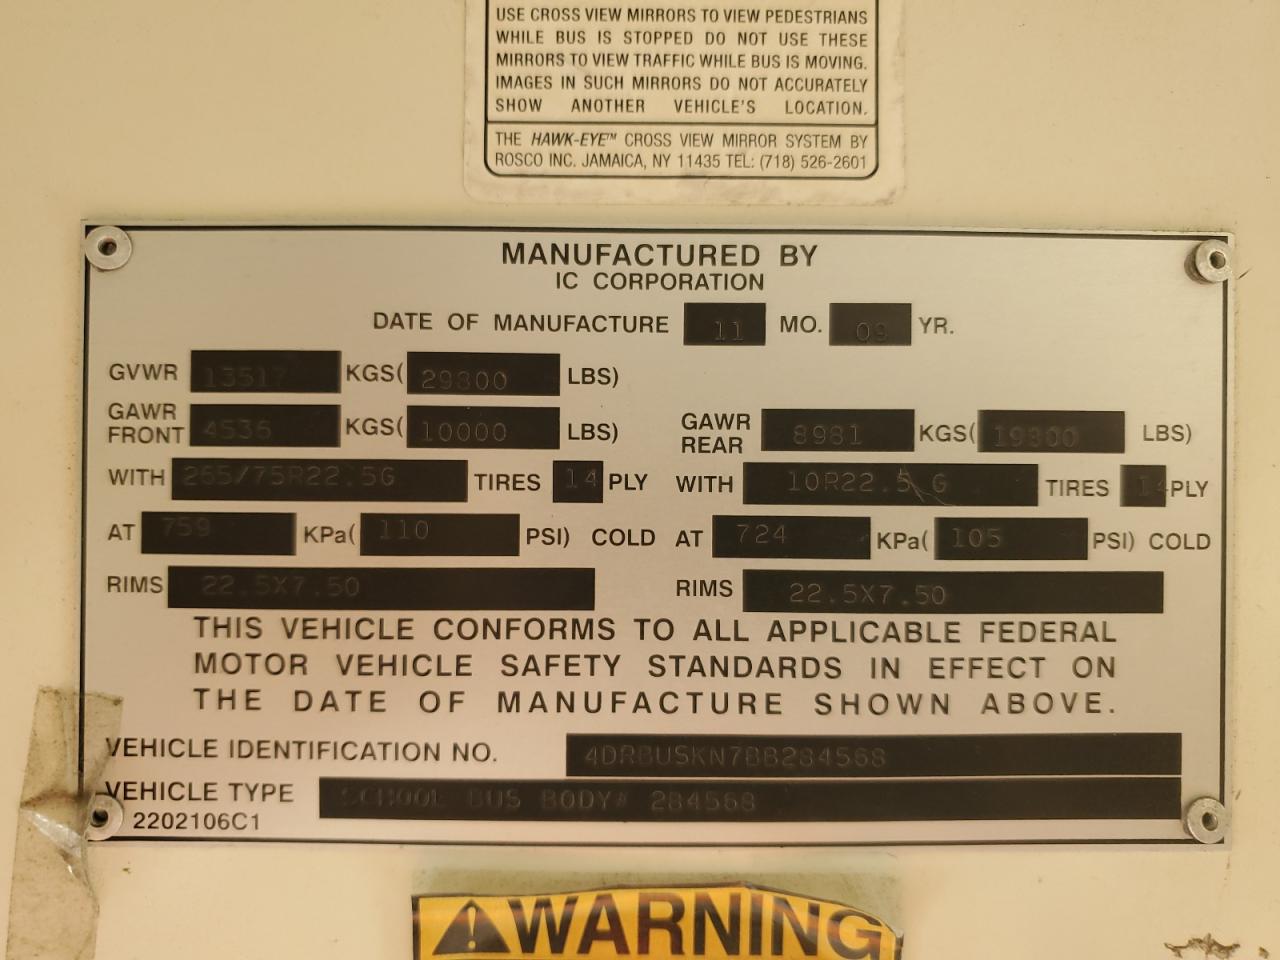 USE CROSS VIEW MIRRORS TO VIEW PEDESTRIANS
WHILE BUS IS STOPPED DO NOT USE THESE
MIRRORS TO VIEW TRAFFIC WHILE BUS IS MOVING.
IMAGES IN SUCH MIRRORS DO NOT ACCURATELY
SHOW ANOTHER VEHICLE'S LOCATION.
THE HAWK-EYE™ CROSS VIEW MIRROR SYSTEM BY
ROSCO INC. JAMAICA, NY 11435 TEL: (718) 526-2601
MANUFACTURED BY
IC CORPORATION
DATE OF MANUFACTURE 11 MO. 09 YR.
GVWR 13517 KGS( 29800 LBS)
GAWR FRONT 4536 KGS( 10000 LBS) GAWR REAR 8981 KGS( 19800 LBS)
WITH 265/75R22.5G TIRES 14 PLY WITH 10R22.5 G TIRES 14 PLY
AT 759 KPa( 110 PSI) COLD AT 724 KPa( 105 PSI) COLD
RIMS 22.5X7.50 RIMS 22.5X7.50
THIS VEHICLE CONFORMS TO ALL APPLICABLE FEDERAL
MOTOR VEHICLE SAFETY STANDARDS IN EFFECT ON
THE DATE OF MANUFACTURE SHOWN ABOVE.
VEHICLE IDENTIFICATION NO. 4DRBUSKN7BB284568
VEHICLE TYPE SCHOOL BUS BODY# 284568
2202106C1
WARNING